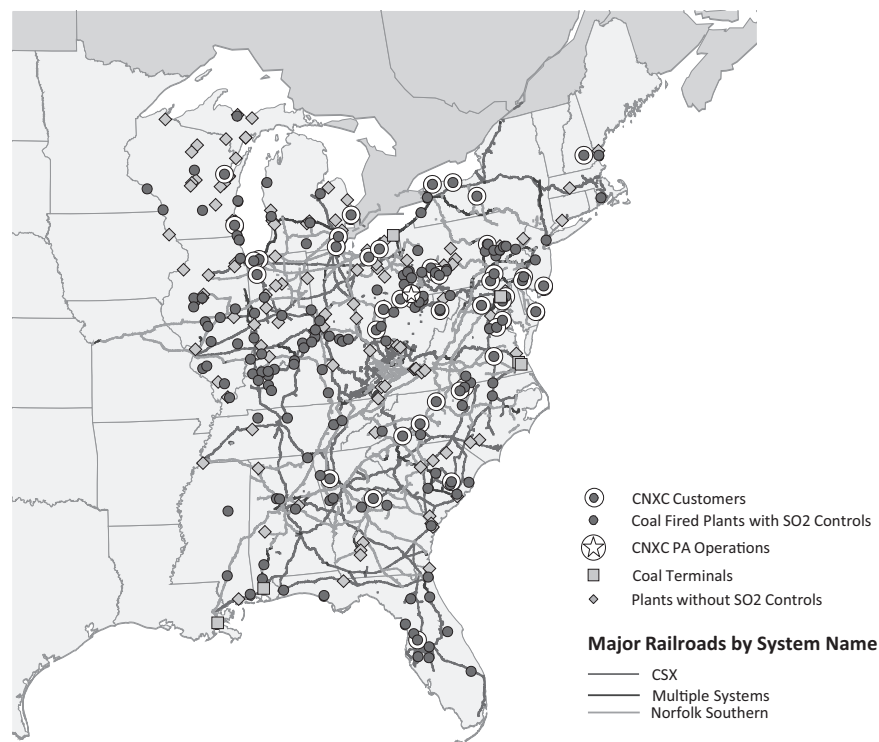 CNXC Customers
Coal Fired Plants with SO2 Controls
CNXC PA Operations
Coal Terminals
Plants without SO2 Controls
Major Railroads by System Name
CSX
Multiple Systems
Norfolk Southern